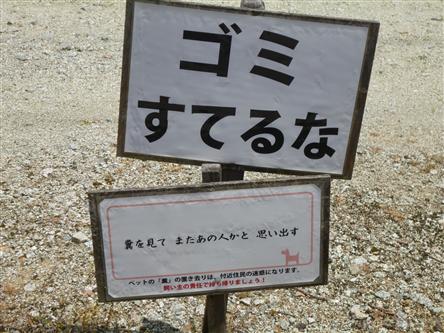 ゴミ
すてるな
糞を見て またあの人かと 思い出す
ペットの「糞」の置き去りは、付近住民の迷惑になります。
飼い主の責任で持ち帰りましょう！